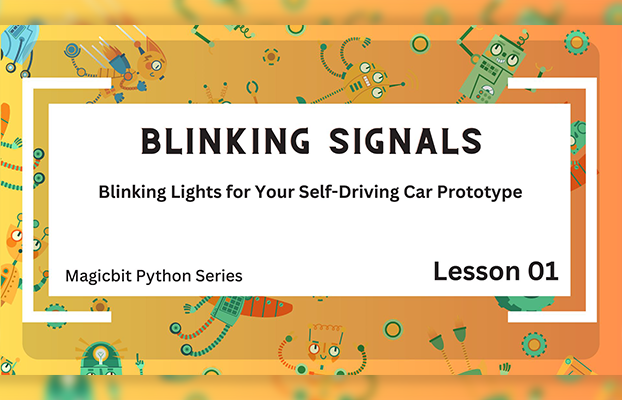 BLINKING SIGNALS
Blinking Lights for Your Self-Driving Car Prototype
Magicbit Python Series
Lesson 01